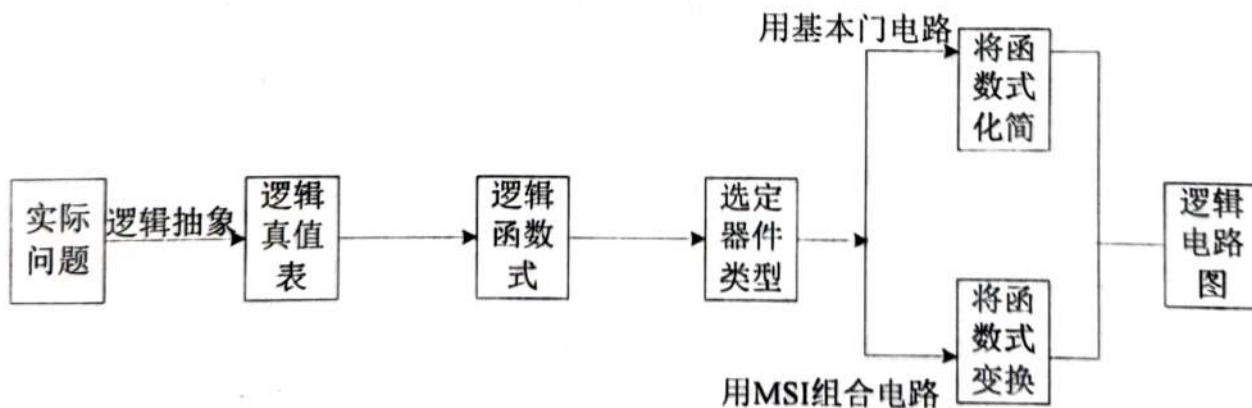 实际
问题
逻辑抽象
逻辑
真值
表
逻辑
函数
式
选定
器件
类型
用基本门电路
将函
数式
化简
用MSI组合电路
将函
数式
变换
逻辑
电路
图